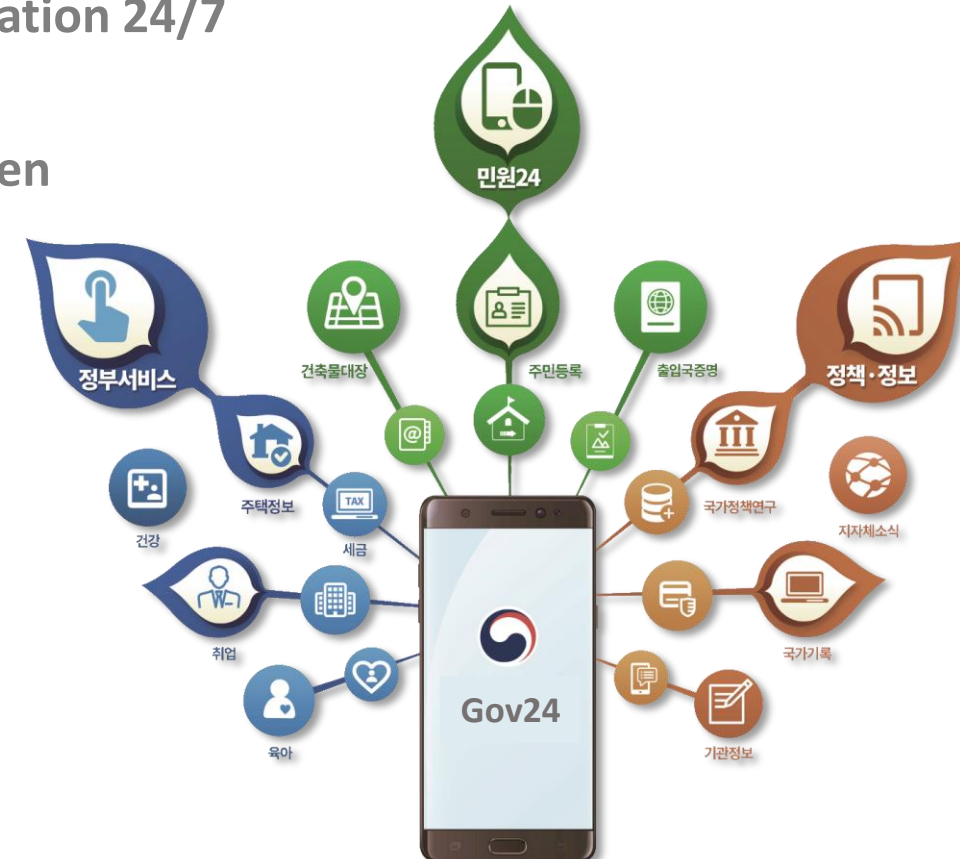 ation 24/7
en
민원24
정부서비스
건축물대장
주민등록
출입국증명
정책·정보
@
주택정보
TAX
세금
건강
국가정책연구
지자체소식
취업
국가기록
Gov24
육아
기관정보